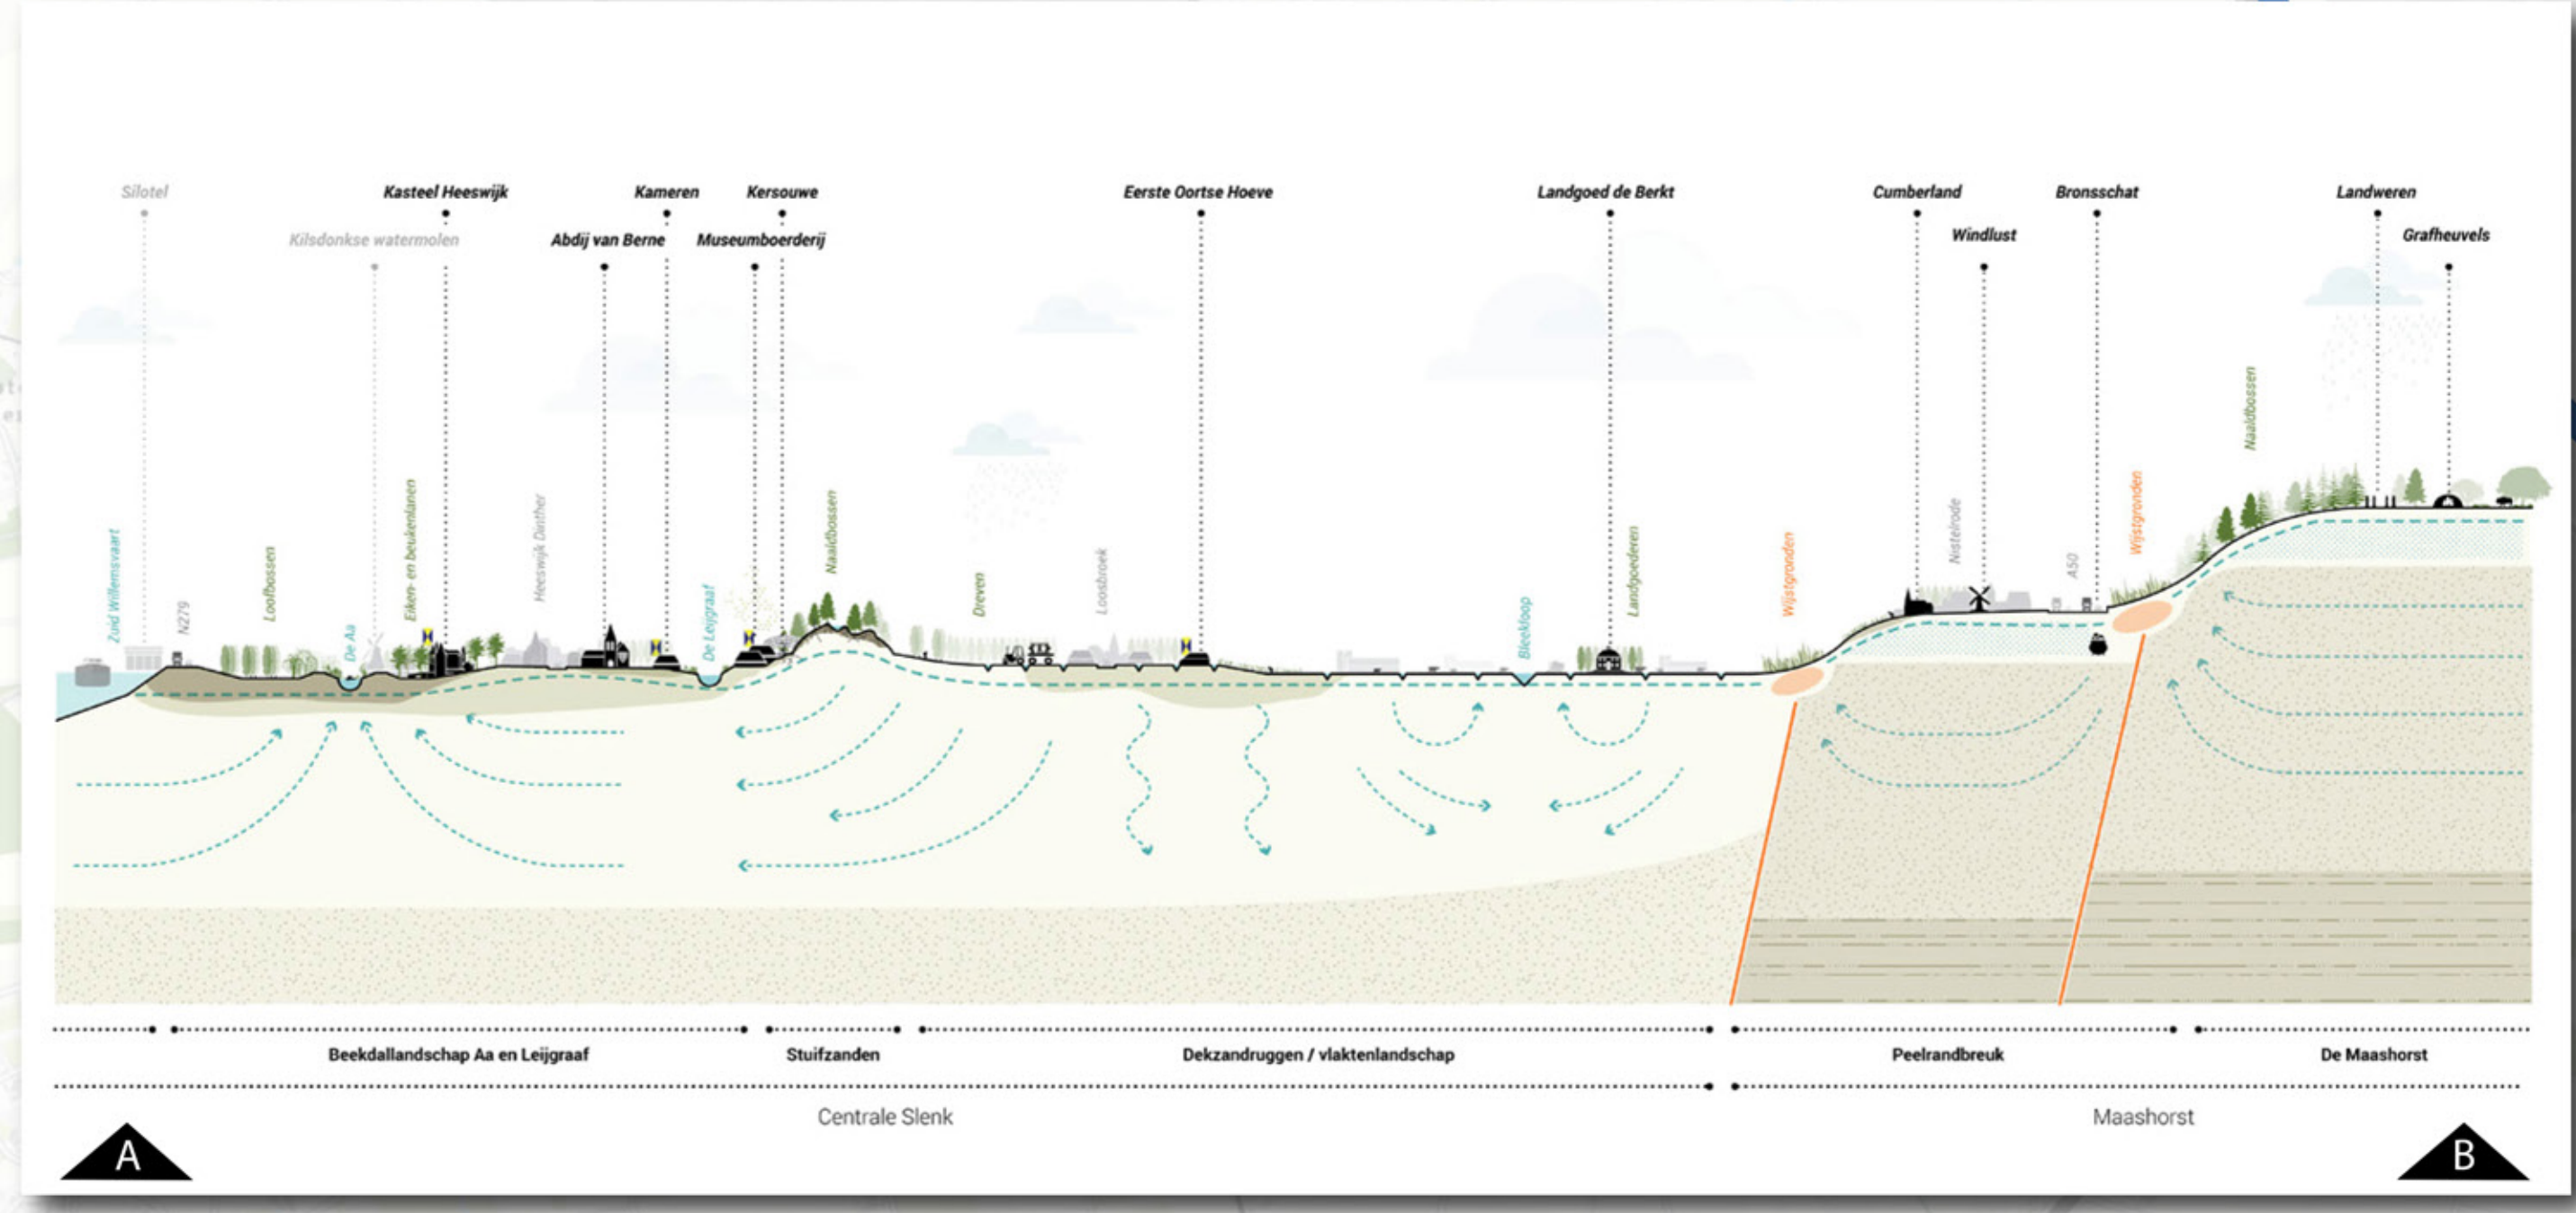 Silotel
Kasteel Heeswijk
Kameren
Kersouwe
Eerste Oortse Hoeve
Landgoed de Berkt
Cumberland
Bronsschat
Landweren
Kilsdonkse watermolen
Abdij van Berne
Museumboerderij
Windlust
Grafheuvels
Zuid Willemsvaart
N279
Loofbossen
De Aa
Eiken- en beukenlanen
Heeswijk Dinther
De Leijgraaf
Naaldbossen
Dreven
Loosbroek
Bleekloop
Landgoederen
Wijstgronden
Nistelrode
A50
Wijstgronden
Naaldbossen
Beekdallandschap Aa en Leijgraaf
Stuifzanden
Dekzandruggen / vlaktenlandschap
Peelrandbreuk
De Maashorst
Centrale Slenk
Maashorst
A
B